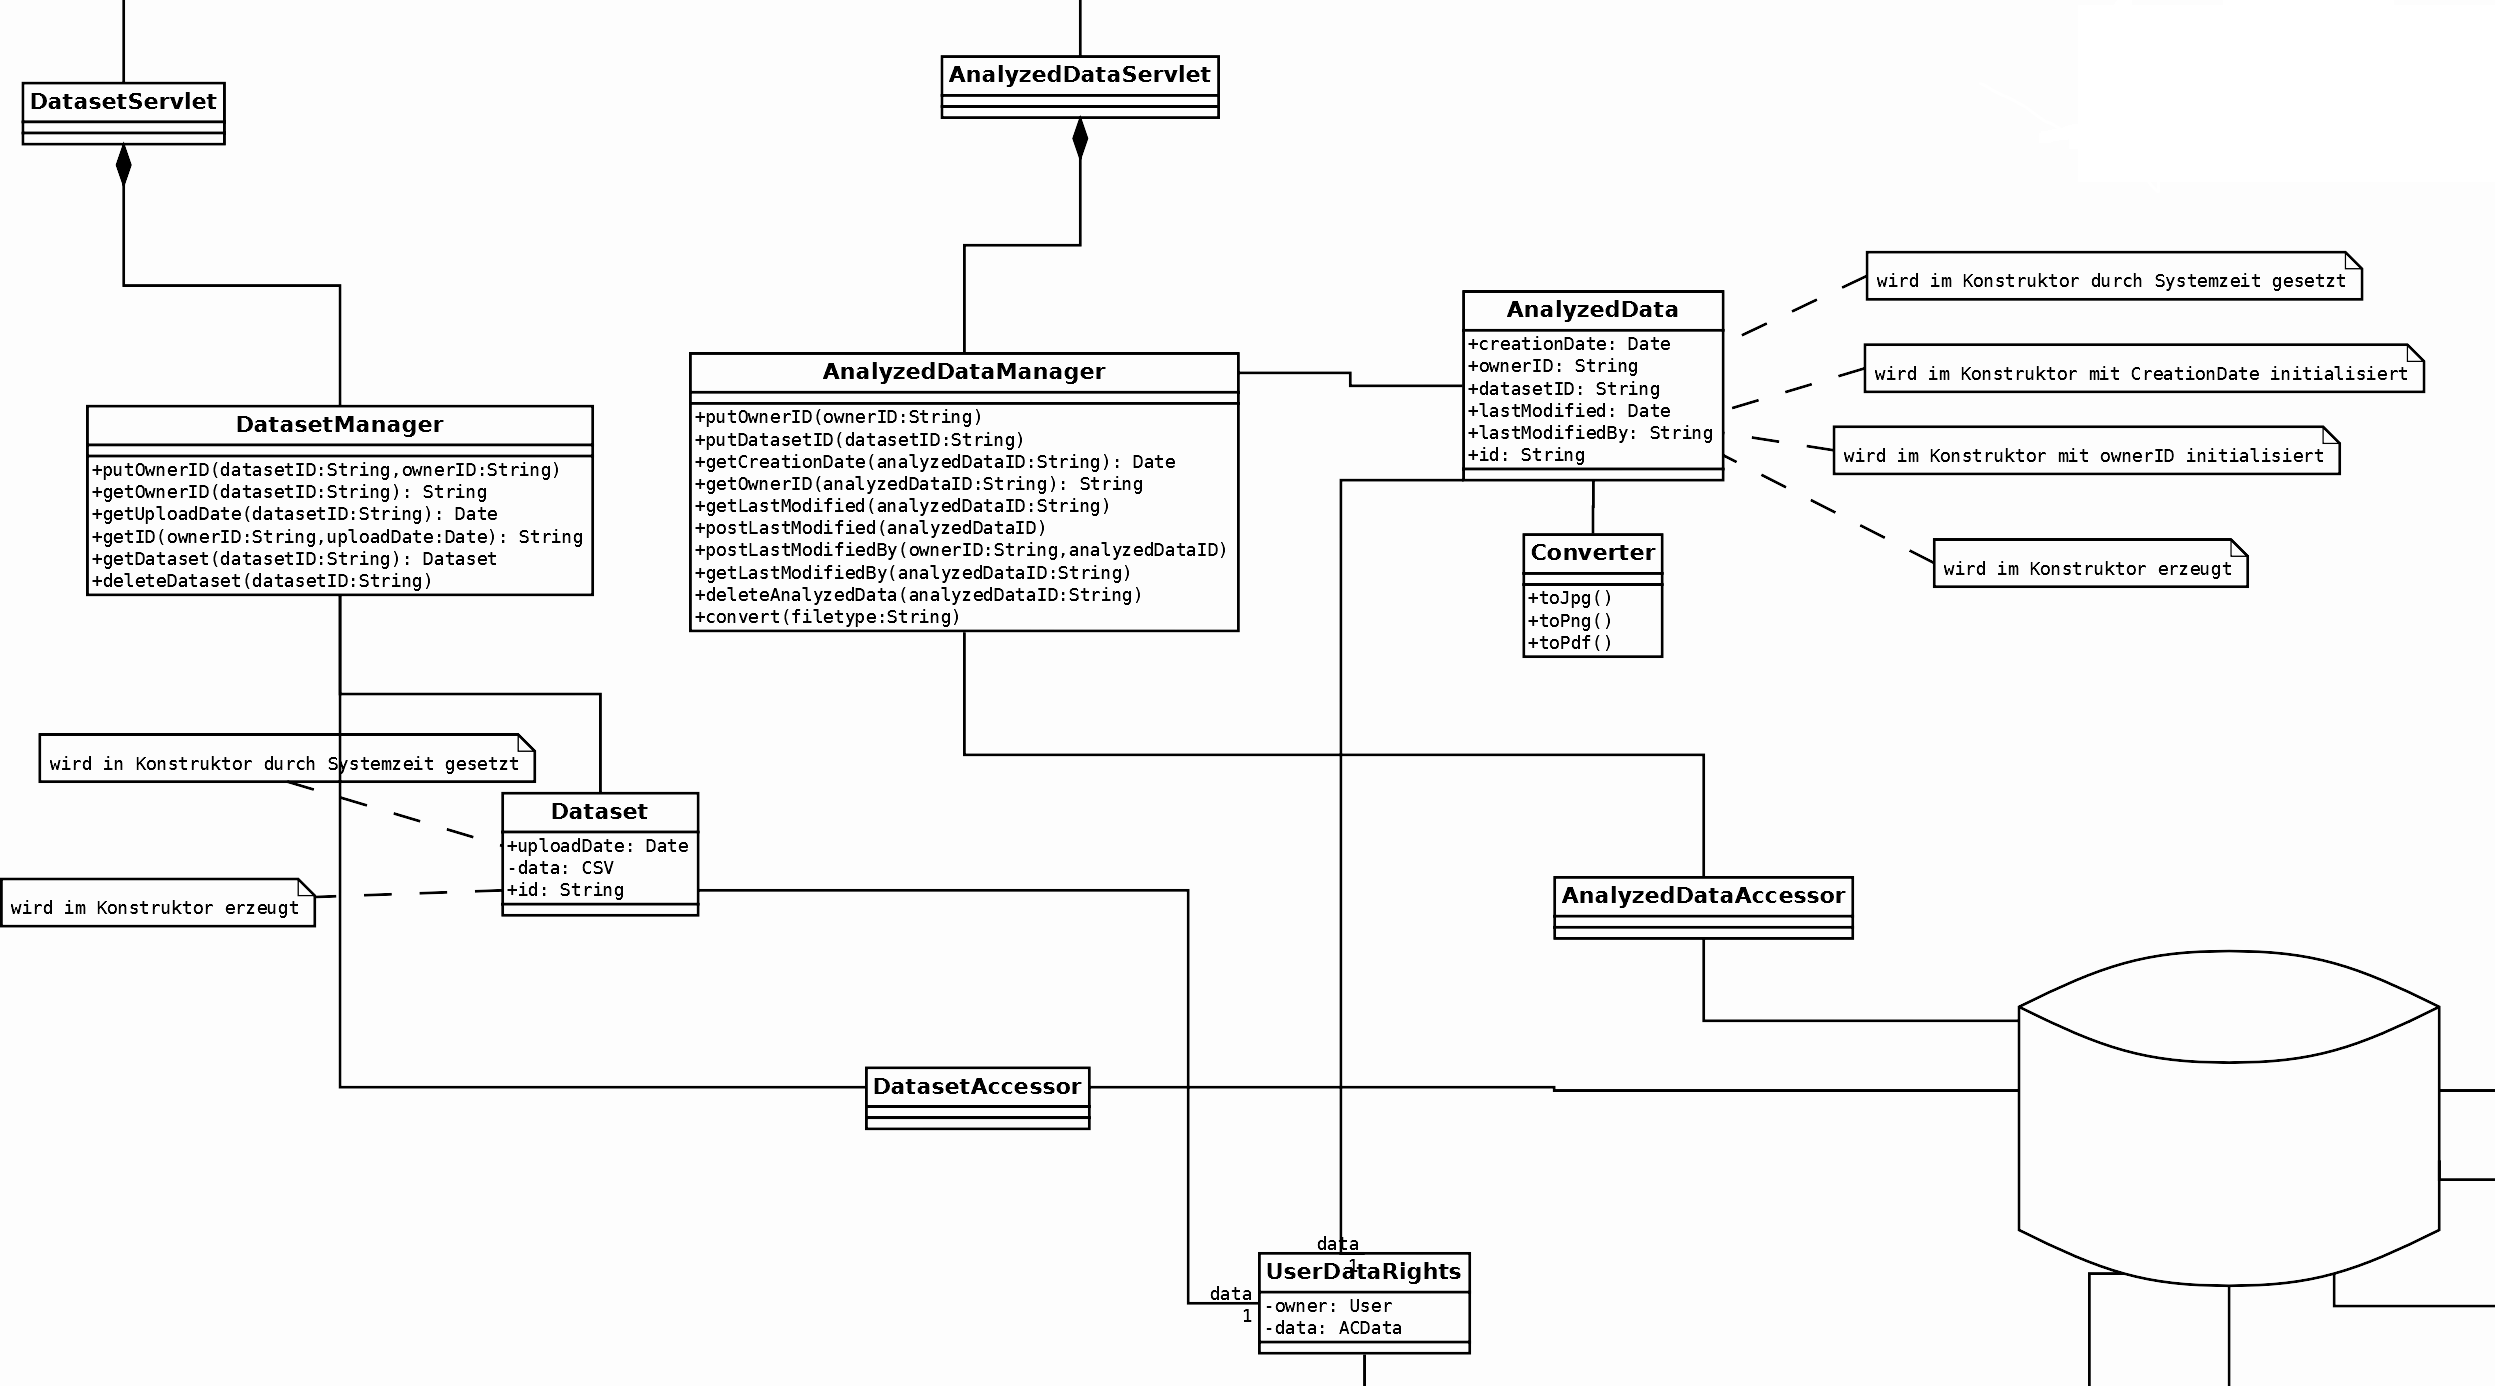 DatasetServlet
AnalyzedDataServlet
DatasetManager
+putOwnerID(datasetID:String,ownerID:String)
+getOwnerID(datasetID:String): String
+getUploadDate(datasetID:String): Date
+getID(ownerID:String,uploadDate:Date): String
+getDataset(datasetID:String): Dataset
+deleteDataset(datasetID:String)
AnalyzedDataManager
+putOwnerID(ownerID:String)
+putDatasetID(datasetID:String)
+getCreationDate(analyzedDataID:String): Date
+getOwnerID(analyzedDataID:String): String
+getLastModified(analyzedDataID:String)
+postLastModified(analyzedDataID)
+postLastModifiedBy(ownerID:String,analyzedDataID)
+getLastModifiedBy(analyzedDataID:String)
+deleteAnalyzedData(analyzedDataID:String)
+convert(filetype:String)
AnalyzedData
+creationDate: Date
+ownerID: String
+datasetID: String
+lastModified: Date
+lastModifiedBy: String
+id: String
wird im Konstruktor durch Systemzeit gesetzt
wird im Konstruktor mit CreationDate initialisiert
wird im Konstruktor mit ownerID initialisiert
wird im Konstruktor erzeugt
Converter
+toJpg()
+toPng()
+toPdf()
wird in Konstruktor durch Systemzeit gesetzt
Dataset
+uploadDate: Date
-data: CSV
+id: String
wird im Konstruktor erzeugt
AnalyzedDataAccessor
DatasetAccessor
data
1
data
1
UserDataRights
-owner: User
-data: ACData